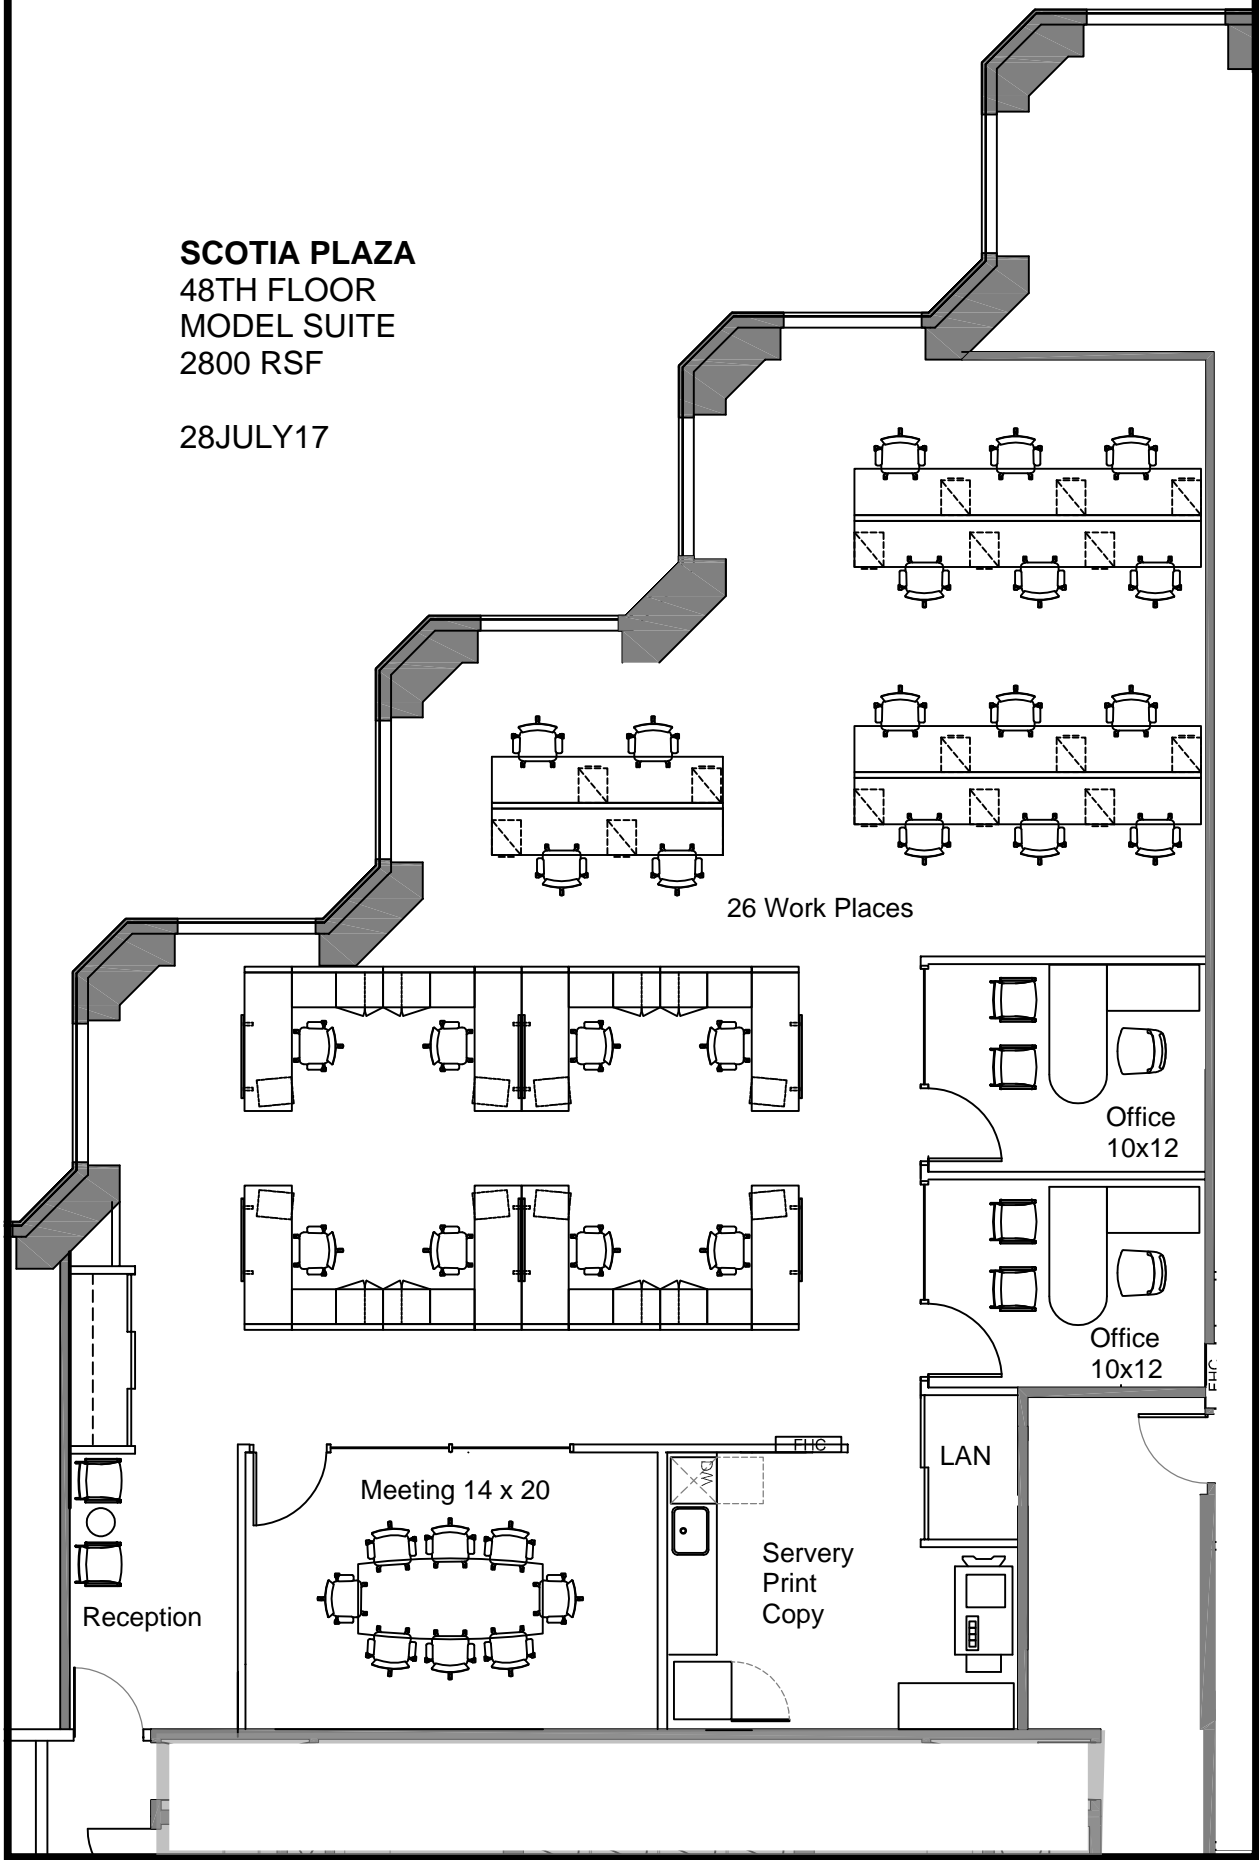 SCOTIA PLAZA
48TH FLOOR
MODEL SUITE
2800 RSF
28JULY17
26 Work Places
Office
10x12
Office
10x12
FHC
FHC
LAN
DW
Meeting 14 x 20
Servery
Print
Copy
Reception